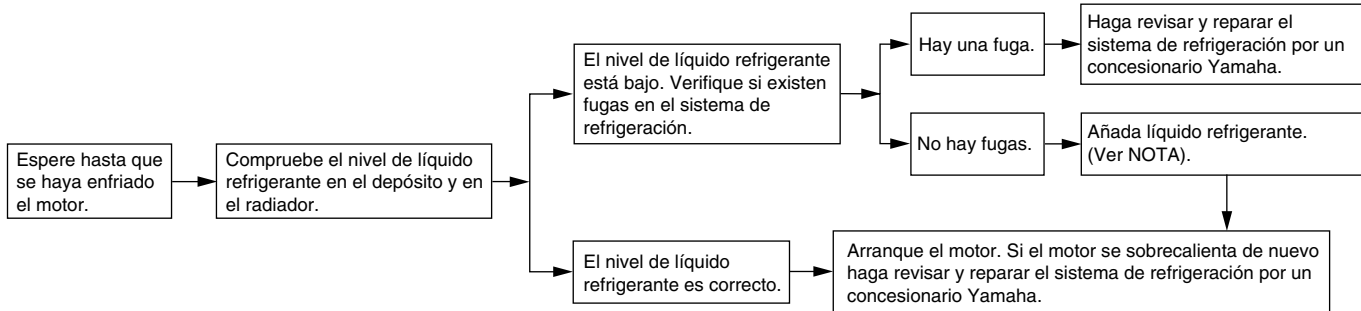 Espere hasta que
se haya enfriado
el motor.
Compruebe el nivel de líquido
refrigerante en el depósito y en
el radiador.
El nivel de líquido refrigerante
está bajo. Verifique si existen
fugas en el sistema de
refrigeración.
Hay una fuga.
Haga revisar y reparar el
sistema de refrigeración por un
concesionario Yamaha.
No hay fugas.
Añada líquido refrigerante.
(Ver NOTA).
El nivel de líquido
refrigerante es correcto.
Arranque el motor. Si el motor se sobrecalienta de nuevo
haga revisar y reparar el sistema de refrigeración por un
concesionario Yamaha.